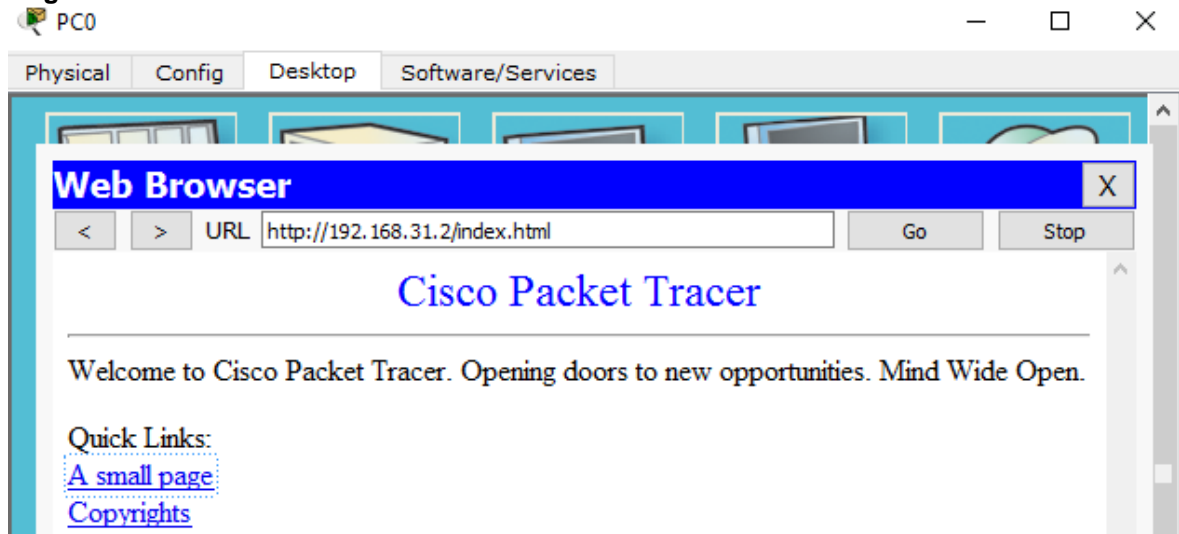 PC0
Physical Config Desktop Software/Services
Web Browser X
< > URL http://192.168.31.2/index.html Go Stop
Cisco Packet Tracer
Welcome to Cisco Packet Tracer. Opening doors to new opportunities. Mind Wide Open.
Quick Links:
A small page
Copyrights